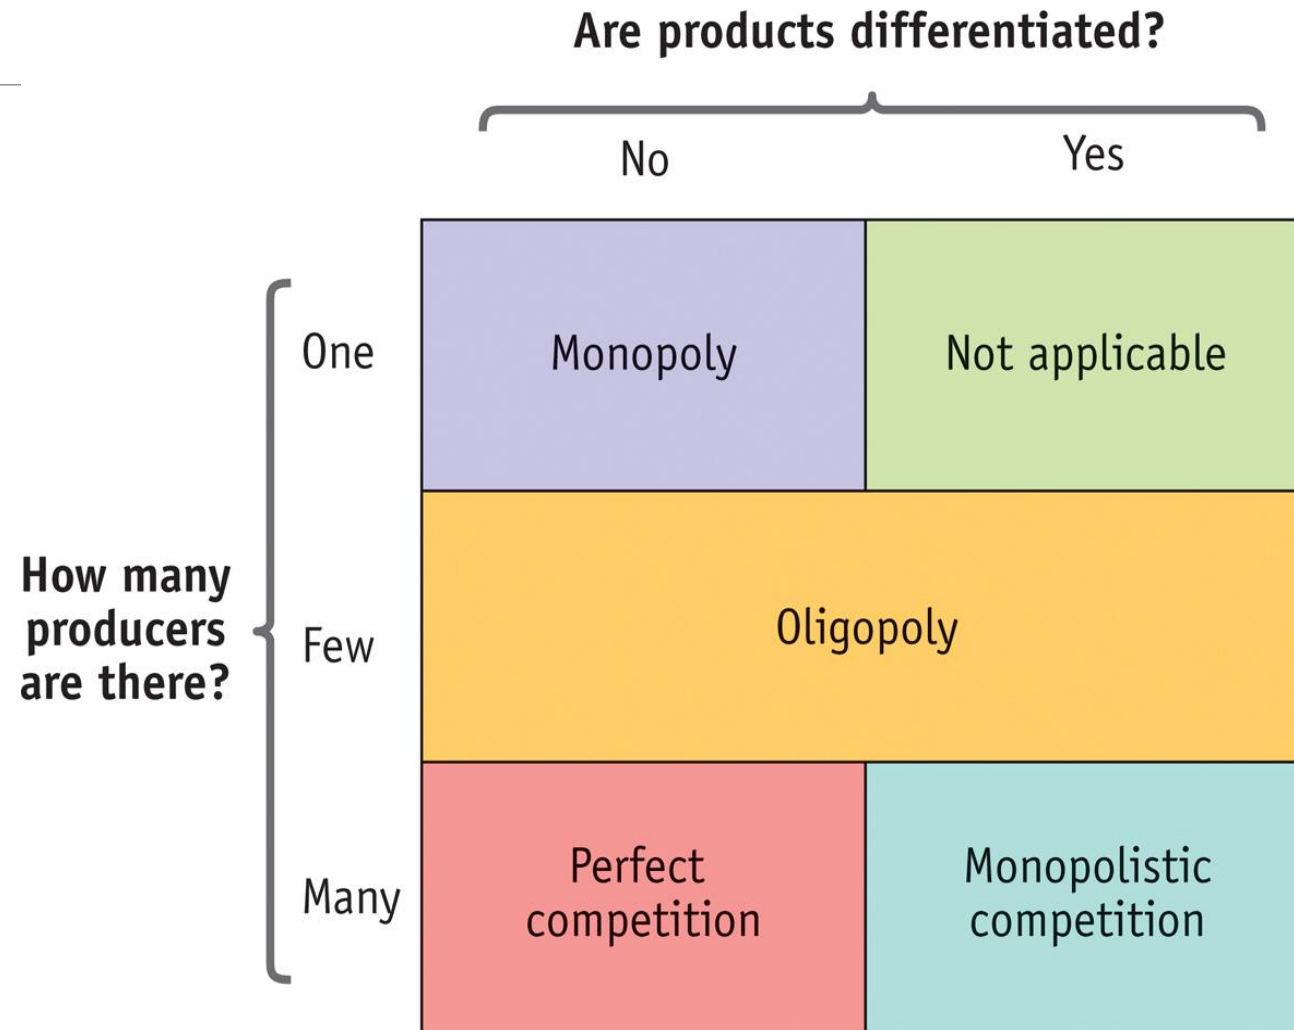 Are products differentiated?
No
Yes
One
Monopoly
Not applicable
How many
producers
are there?
Few
Oligopoly
Many
Perfect
competition
Monopolistic
competition